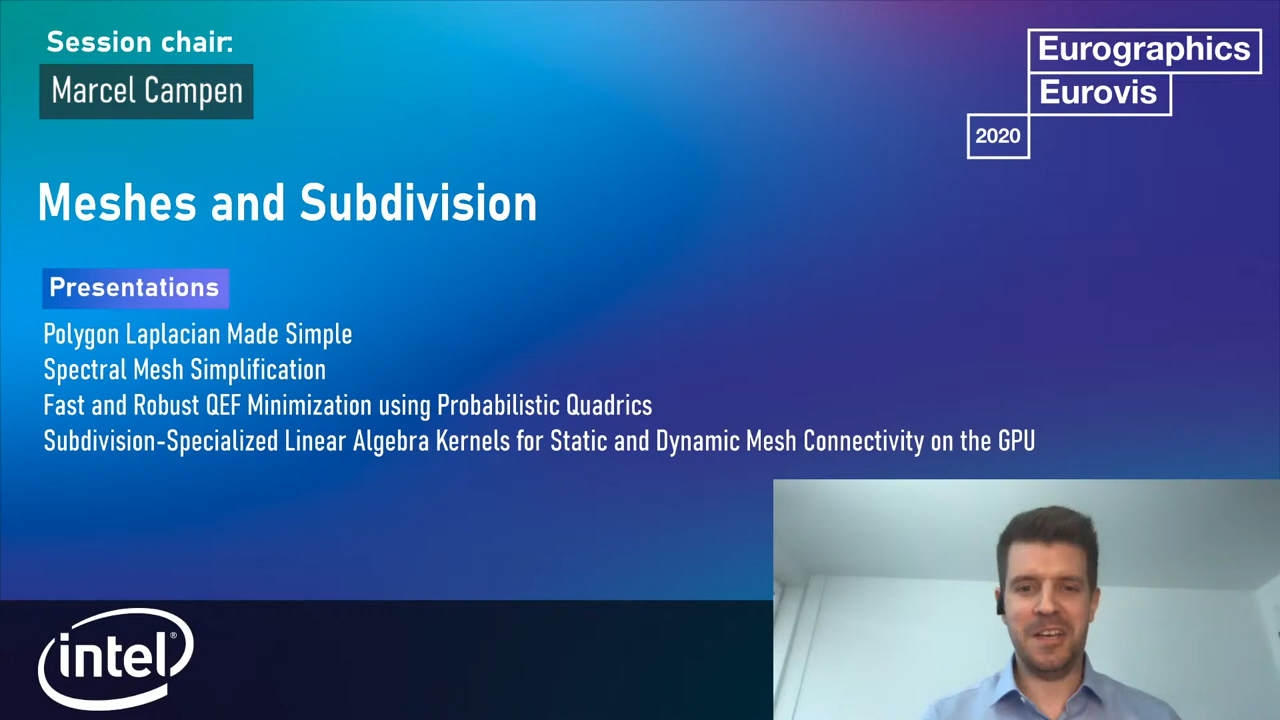 Session chair:
Marcel Campen
Eurographics
Eurovis
2020
Meshes and Subdivision
Presentations
Polygon Laplacian Made Simple
Spectral Mesh Simplification
Fast and Robust QEF Minimization using Probabilistic Quadrics
Subdivision-Specialized Linear Algebra Kernels for Static and Dynamic Mesh Connectivity on the GPU
intel®